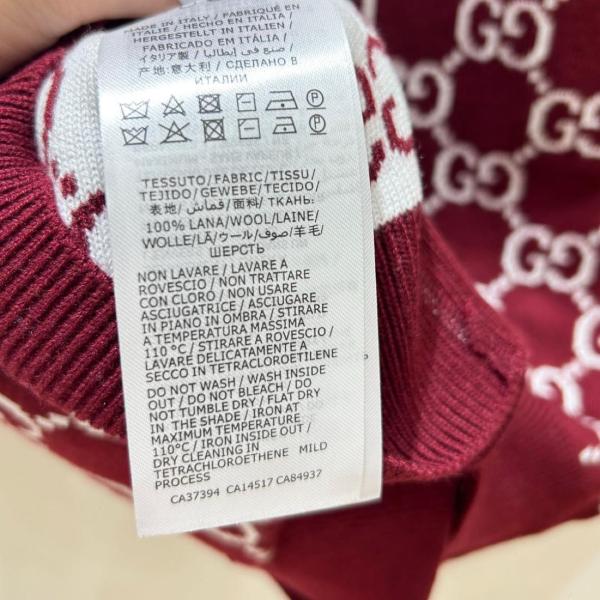 MADE IN ITALY / FABRIQUÉ EN
ITALIE / HECHO EN ITALIA /
HERGESTELLT IN ITALIEN /
FABRICADO EM ITÁLIA /
イタリア製 / صنع في إيطاليا /
产地:意大利 / СДЕЛАНО В
ИТАЛИИ
P
P
TESSUTO/FABRIC/TISSU/
TEJIDO/GEWEBE/TECIDO/
表地/قماش/面料/ТКАНЬ:
100% LANA/WOOL/LAINE/
WOLLE/LÃ/ウール/صوف/羊毛/
ШЕРСТЬ
NON LAVARE / LAVARE A
ROVESCIO / NON TRATTARE
CON CLORO / NON USARE
ASCIUGATRICE / ASCIUGARE
IN PIANO IN OMBRA / STIRARE
A TEMPERATURA MASSIMA
110 °C / STIRARE A ROVESCIO /
LAVARE DELICATAMENTE A
SECCO IN TETRACLOROETILENE
DO NOT WASH / WASH INSIDE
OUT / DO NOT BLEACH / DO
NOT TUMBLE DRY / FLAT DRY
IN THE SHADE / IRON AT
MAXIMUM TEMPERATURE
110°C / IRON INSIDE OUT /
DRY CLEANING IN
TETRACHLOROETHENE MILD
PROCESS
CA37394 CA14517 CA84937